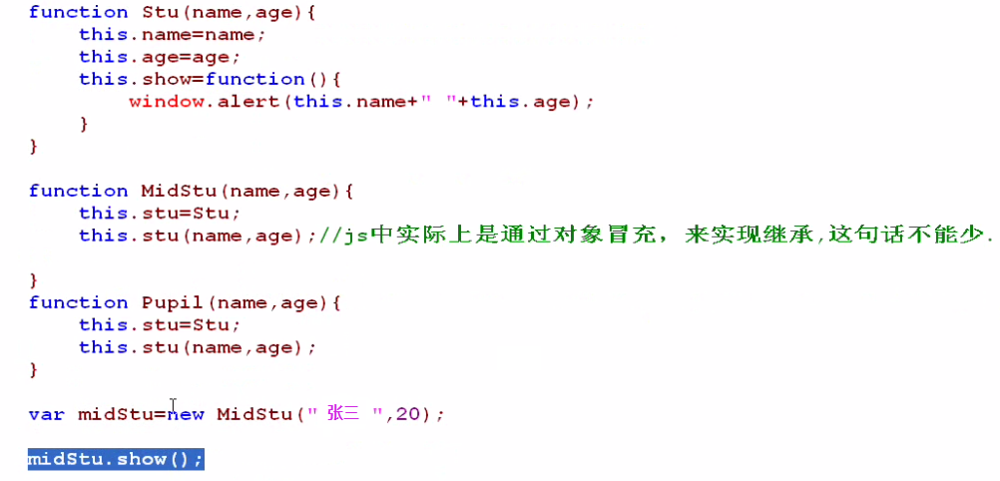 function Stu(name,age){
this.name=name;
this.age=age;
this.show=function(){
window.alert(this.name+" "+this.age);
}
}
function MidStu(name,age){
this.stu=Stu;
this.stu(name,age);//js中实际上是通过对象冒充，来实现继承,这句话不能少.
}
function Pupil(name,age){
this.stu=Stu;
this.stu(name,age);
}
var midStu=new MidStu(" 张三 ",20);
midStu.show();